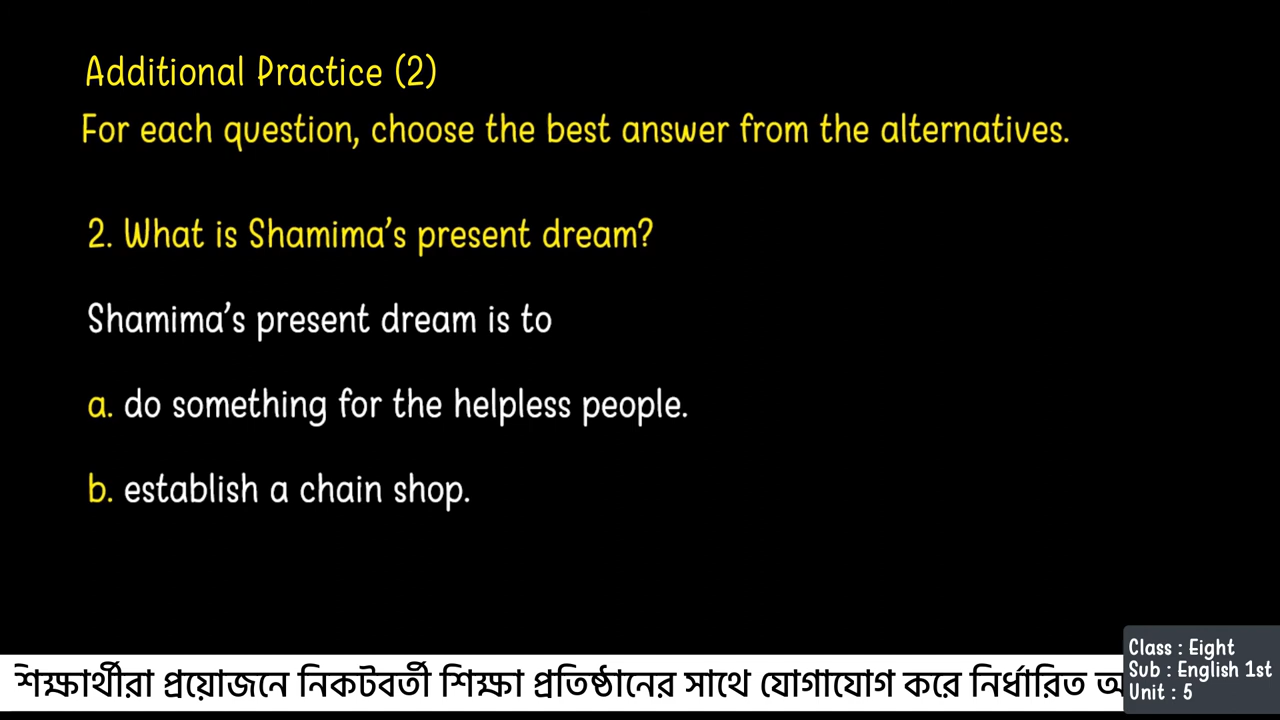 Additional Practice (2)
For each question, choose the best answer from the alternatives.
2. What is Shamima's present dream?
Shamima's present dream is to
a. do something for the helpless people.
b. establish a chain shop.
শিক্ষার্থীরা প্রয়োজনে নিকটবর্তী শিক্ষা প্রতিষ্ঠানের সাথে যোগাযোগ করে নির্ধারিত
Class : Eight
Sub : English 1st
Unit : 5